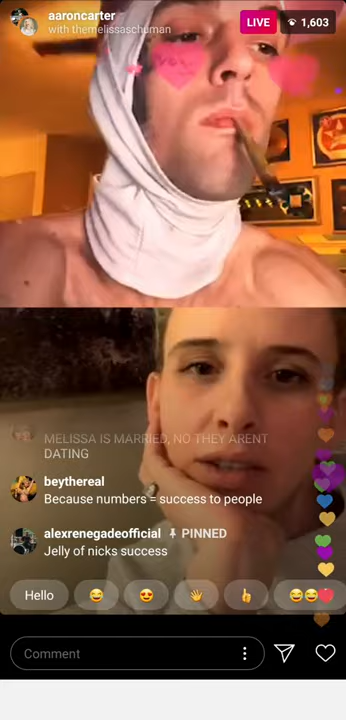 aaroncarter
with themelissaschuman
LIVE
1,603
MELISSA IS MARRIED, NO THEY ARENT
DATING
beythereal
Because numbers = success to people
alexrenegadeofficial PINNED
Jelly of nicks success
Hello
Comment